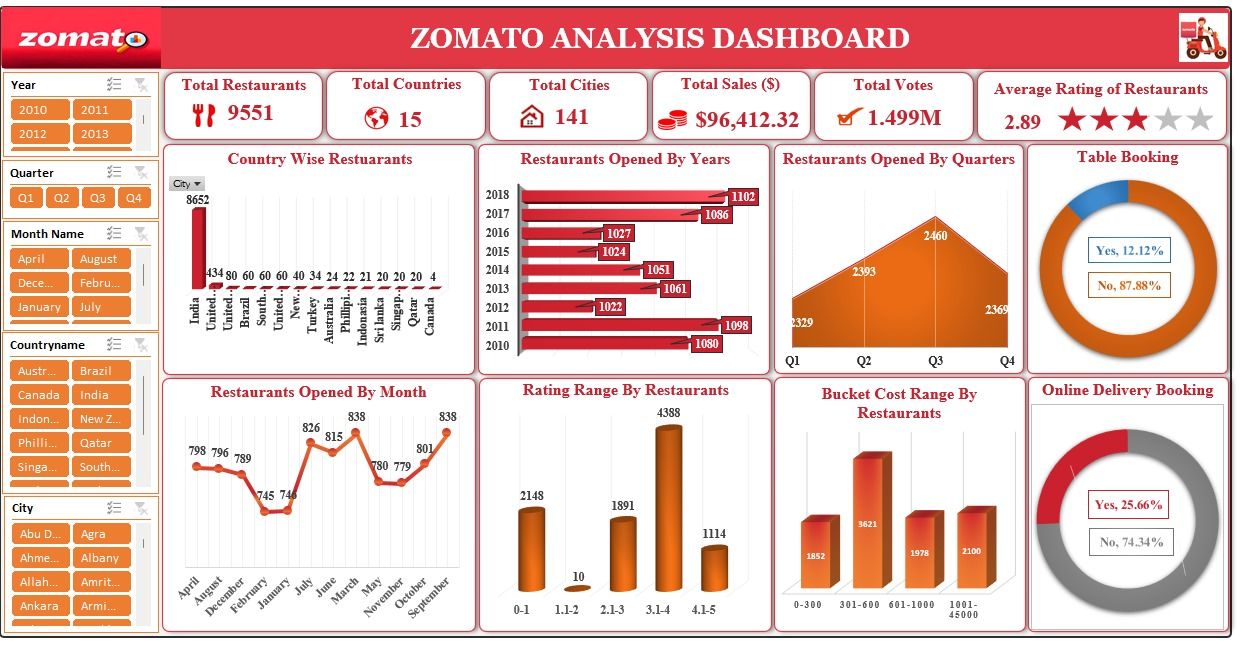 zomato
ZOMATO ANALYSIS DASHBOARD
Year
2010 2011
2012 2013
Quarter
Q1 Q2 Q3 Q4
Month Name
April August
Dece... Febru...
January July
Countryname
Austr... Brazil
Canada India
Indon... New Z...
Philli... Qatar
Singa... South...
City
Abu D... Agra
Ahme... Albany
Allah... Amrit...
Ankara Armi...
Total Restaurants
9551
Total Countries
15
Total Cities
141
Total Sales ($)
$96,412.32
Total Votes
1.499M
Average Rating of Restaurants
2.89
Country Wise Restuarants
City
8652 434 80 60 60 60 40 34 24 22 21 20 20 20 4
India United... United... Brazil South... United... New... Turkey Australia Phillipi... Indonasia Sri lanka Singap... Qatar Canada
Restaurants Opened By Years
2018 1102
2017 1086
2016 1027
2015 1024
2014 1051
2013 1061
2012 1022
2011 1098
2010 1080
Restaurants Opened By Quarters
2329 2393 2460 2369
Q1 Q2 Q3 Q4
Table Booking
Yes, 12.12%
No, 87.88%
Restaurants Opened By Month
798 796 789 745 746 826 815 838 780 779 801 838
April August December February January July June March May November October September
Rating Range By Restaurants
2148 10 1891 4388 1114
0-1 1.1-2 2.1-3 3.1-4 4.1-5
Bucket Cost Range By
Restaurants
1852 3621 1978 2100
0-300 301-600 601-1000 1001-
45000
Online Delivery Booking
Yes, 25.66%
No, 74.34%